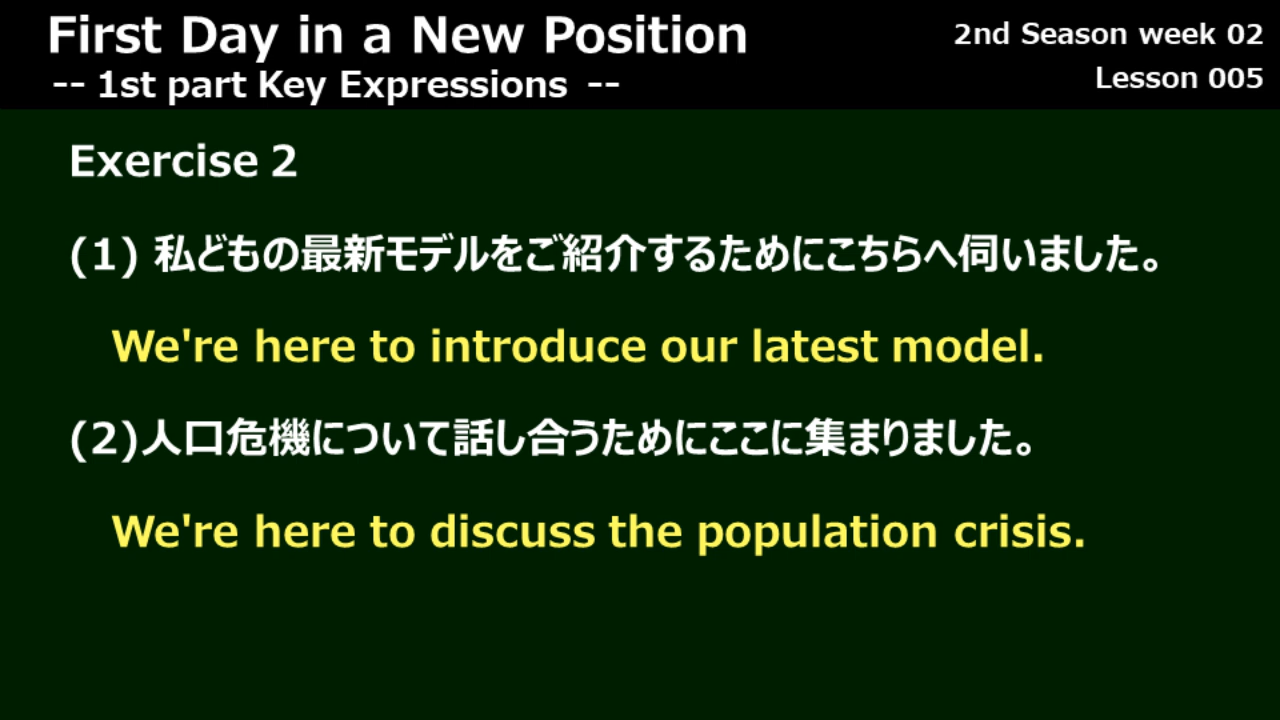 First Day in a New Position
2nd Season week 02
-- 1st part Key Expressions --
Lesson 005
Exercise 2
(1) 私どもの最新モデルをご紹介するためにこちらへ伺いました。
We're here to introduce our latest model.
(2)人口危機について話し合うためにここに集まりました。
We're here to discuss the population crisis.